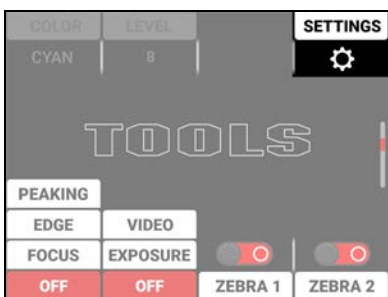 COLOR LEVEL SETTINGS
CYAN 8
TOOLS
PEAKING
EDGE VIDEO
FOCUS EXPOSURE
OFF OFF ZEBRA 1 ZEBRA 2